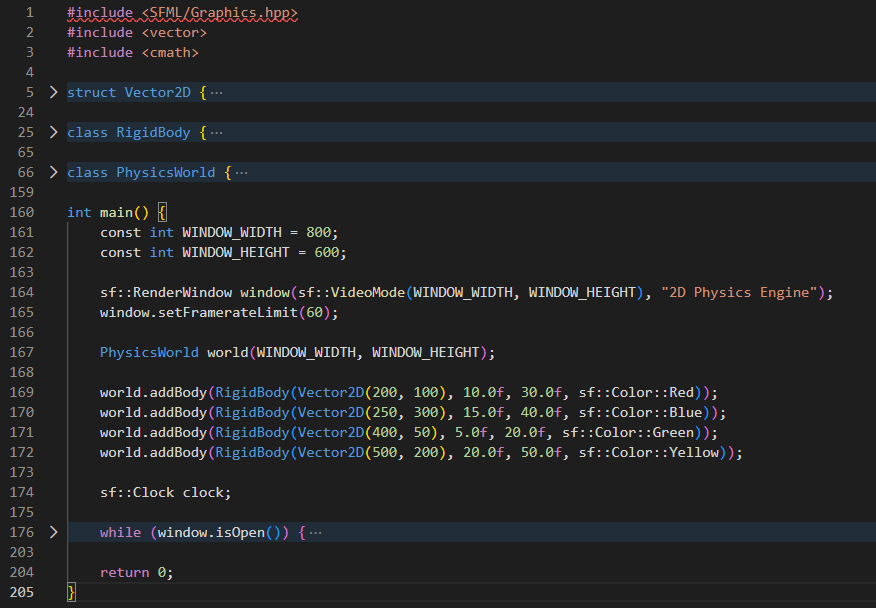 1 #include <SFML/Graphics.hpp>
2 #include <vector>
3 #include <cmath>
4
5 struct Vector2D { ···
24
25 class RigidBody { ···
65
66 class PhysicsWorld { ···
159
160 int main() {
161     const int WINDOW_WIDTH = 800;
162     const int WINDOW_HEIGHT = 600;
163
164     sf::RenderWindow window(sf::VideoMode(WINDOW_WIDTH, WINDOW_HEIGHT), "2D Physics Engine");
165     window.setFramerateLimit(60);
166
167     PhysicsWorld world(WINDOW_WIDTH, WINDOW_HEIGHT);
168
169     world.addBody(RigidBody(Vector2D(200, 100), 10.0f, 30.0f, sf::Color::Red));
170     world.addBody(RigidBody(Vector2D(250, 300), 15.0f, 40.0f, sf::Color::Blue));
171     world.addBody(RigidBody(Vector2D(400, 50), 5.0f, 20.0f, sf::Color::Green));
172     world.addBody(RigidBody(Vector2D(500, 200), 20.0f, 50.0f, sf::Color::Yellow));
173
174     sf::Clock clock;
175
176     while (window.isOpen()) { ···
203
204     return 0;
205 }